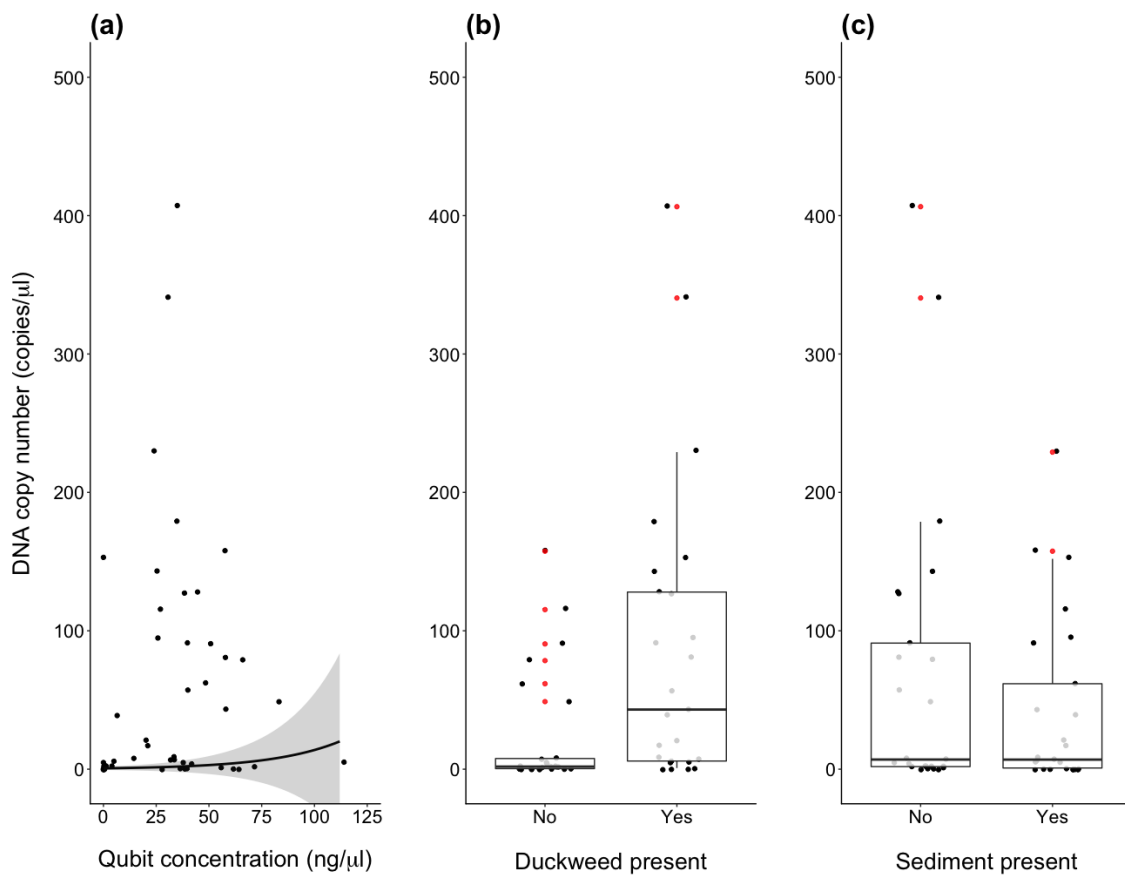 (a) (b) (c)
500 500 500
400 400 400
300 300 300
200 200 200
100 100 100
0 0 0
DNA copy number (copies/μl)
0 25 50 75 100 125 No Yes No Yes
Qubit concentration (ng/μl) Duckweed present Sediment present